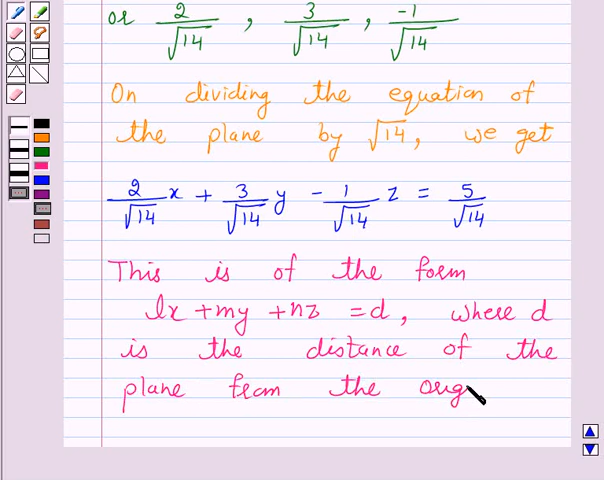 or 2/√14 , 3/√14 , -1/√14
On dividing the equation of
the plane by √14, we get
2/√14 x + 3/√14 y - 1/√14 z = 5/√14
This is of the form
lx + my + nz = d, where d
is the distance of the
plane from the orig